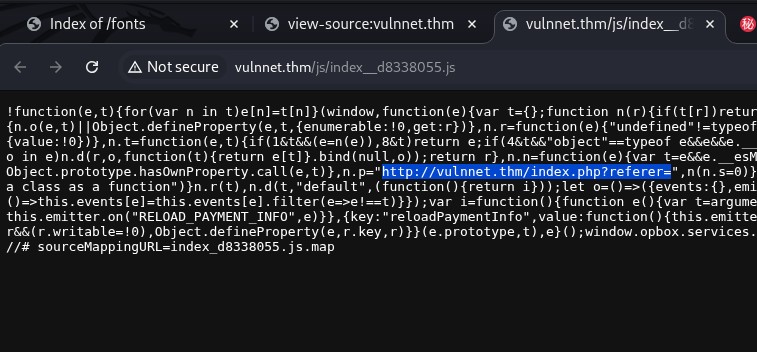 Index of /fonts
view-source:vulnnet.thm
vulnnet.thm/js/index__d8
秘
Not secure
vulnnet.thm/js/index__d8338055.js
!function(e,t){for(var n in t)e[n]=t[n]}(window,function(e){var t={};function n(r){if(t[r])retur
{n.o(e,t)||Object.defineProperty(e,t,{enumerable:!0,get:r})},n.r=function(e){"undefined"!=typeof
{value:!0})},n.t=function(e,t){if(1&t&&(e=n(e)),8&t)return e;if(4&t&&"object"==typeof e&&e&&e.
o in e)n.d(r,o,function(t){return e[t]}.bind(null,o));return r},n.n=function(e){var t=e&&e.__esM
Object.prototype.hasOwnProperty.call(e,t)},n.p="http://vulnnet.thm/index.php?referer=",n(n.s=0)}
a class as a function")}n.r(t),n.d(t,"default",(function(){return i}));let o=()=>({events:{},emi
()=>this.events[e]=this.events[e].filter(e=>e!==t)}});var i=function(){function e(){var t=argume
this.emitter.on("RELOAD_PAYMENT_INFO",e)}},{key:"reloadPaymentInfo",value:function(){this.emitte
r&&(r.writable=!0),Object.defineProperty(e,r.key,r)}}(e.prototype,t),e}();window.opbox.services.
//# sourceMappingURL=index_d8338055.js.map